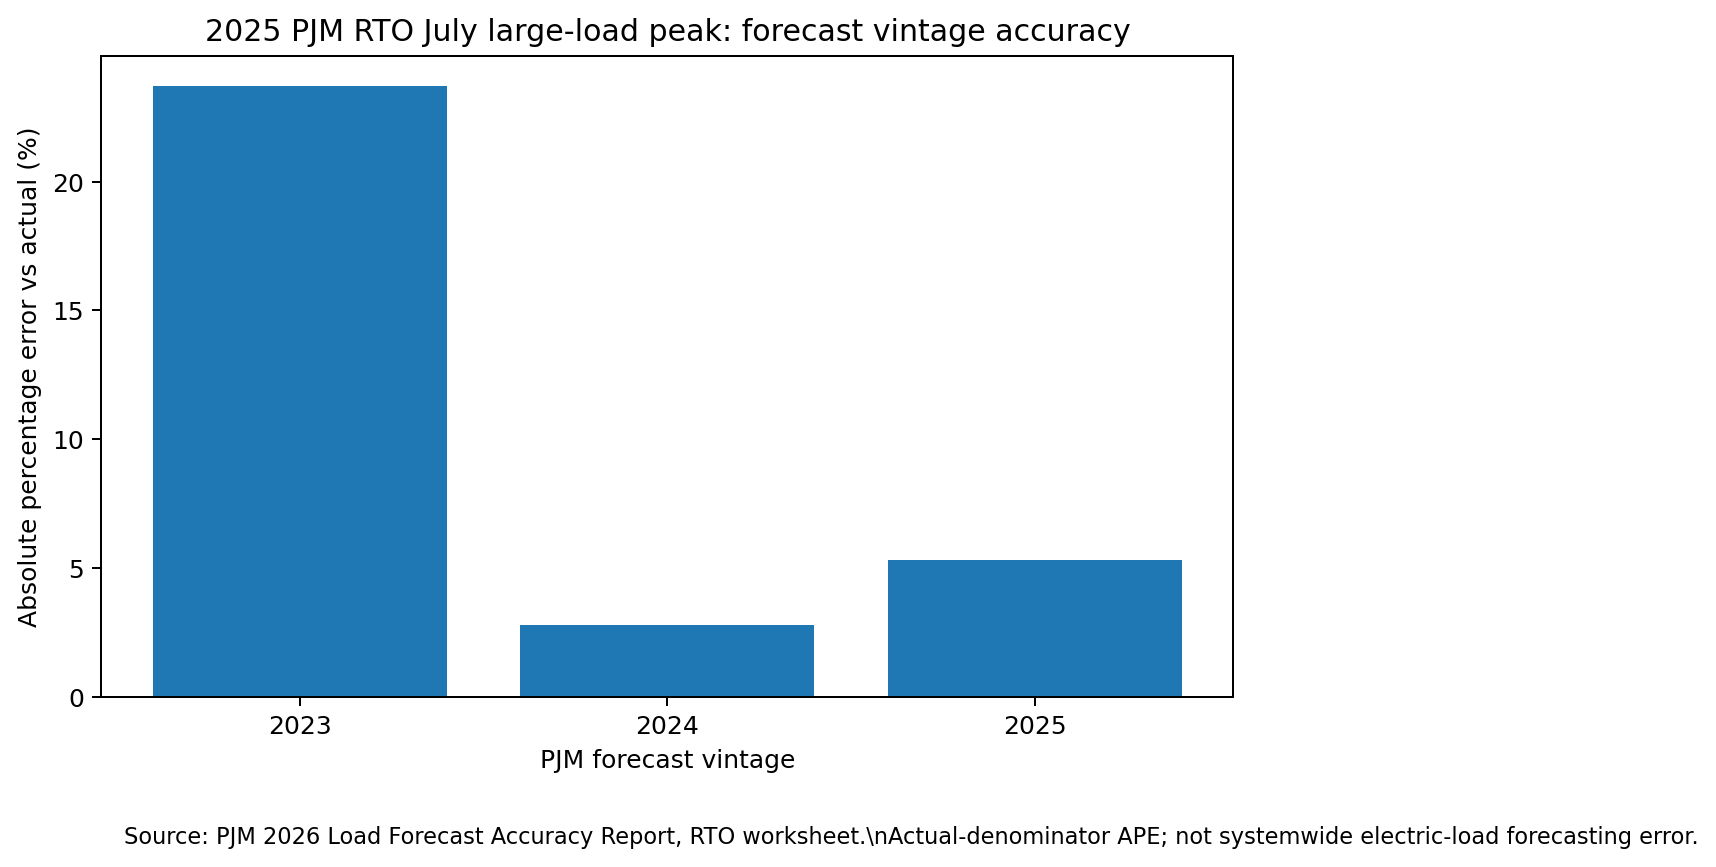 2025 PJM RTO July large-load peak: forecast vintage accuracy
Absolute percentage error vs actual (%)
20
15
10
5
0
2023
2024
2025
PJM forecast vintage
Source: PJM 2026 Load Forecast Accuracy Report, RTO worksheet.\nActual-denominator APE; not systemwide electric-load forecasting error.